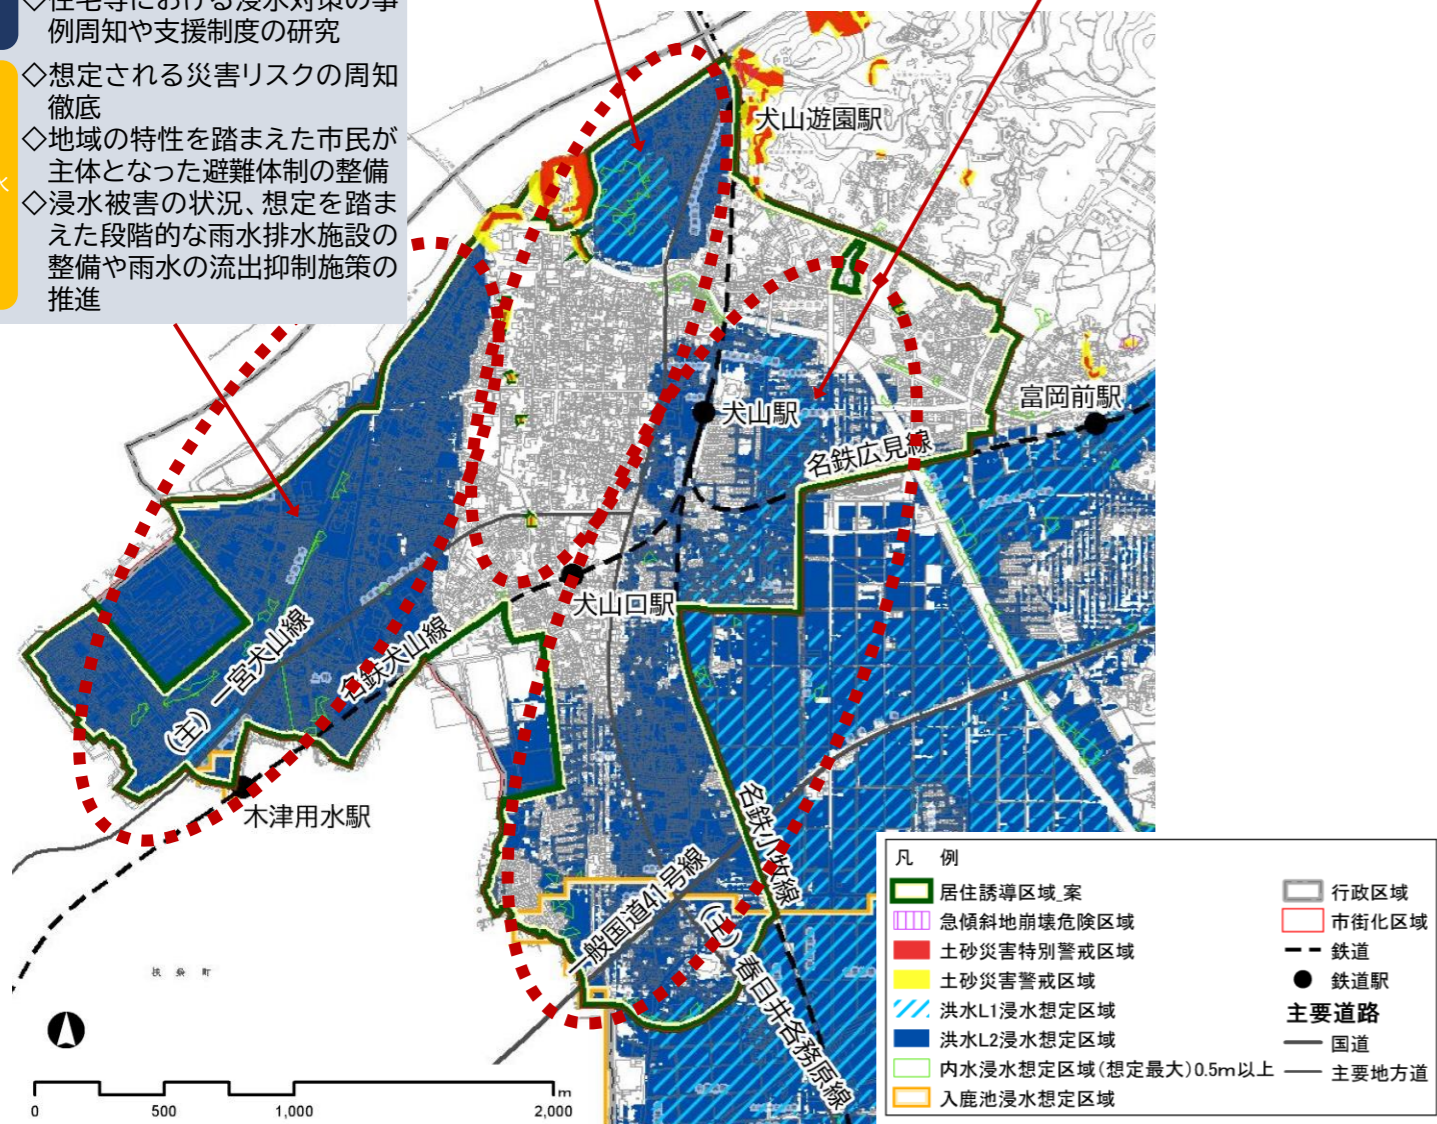 ◇住宅等における浸水対策の事
例周知や支援制度の研究
◇想定される災害リスクの周知
徹底
◇地域の特性を踏まえた市民が
主体となった避難体制の整備
◇浸水被害の状況、想定を踏ま
えた段階的な雨水排水施設の
整備や雨水の流出抑制施策の
推進
犬山遊園駅
犬山駅
富岡前駅
名鉄広見線
犬山口駅
(主) 一宮犬山線
名鉄犬山線
木津用水駅
名鉄小牧線
一般国道41号線
(主) 春日井各務原線
扶桑町
0
500
1,000
2,000
m
凡 例
居住誘導区域_案
急傾斜地崩壊危険区域
土砂災害特別警戒区域
土砂災害警戒区域
洪水L1浸水想定区域
洪水L2浸水想定区域
内水浸水想定区域(想定最大)0.5m以上
入鹿池浸水想定区域
行政区域
市街化区域
鉄道
鉄道駅
主要道路
国道
主要地方道